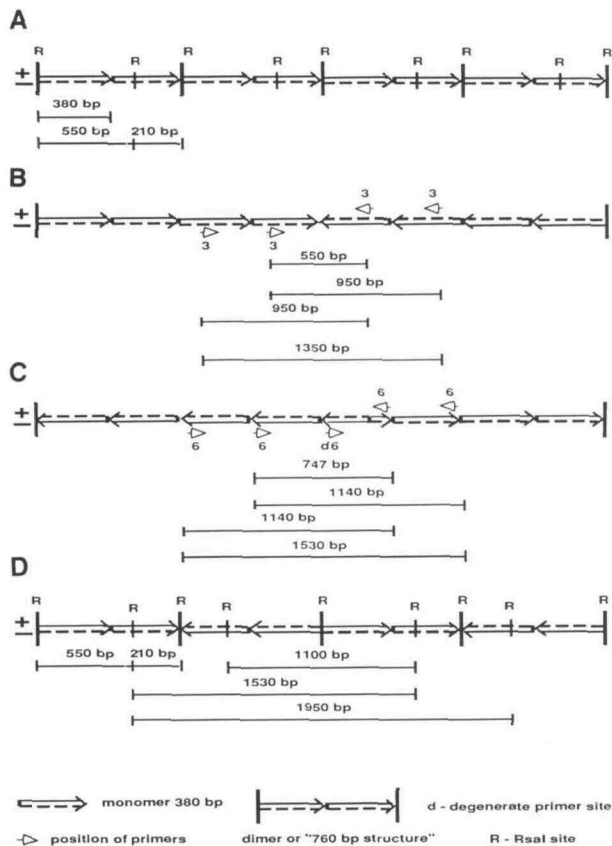 A
R R R R R R R R R
±
380 bp
550 bp 210 bp
B
3 3
±
3 3
550 bp
950 bp
950 bp
1350 bp
C
6 6
±
6 6 d6
747 bp
1140 bp
1140 bp
1530 bp
D
R R R R R R R R R
±
550 bp 210 bp 1100 bp
1530 bp
1950 bp
monomer 380 bp d - degenerate primer site
position of primers dimer or "760 bp structure" R - RsaI site